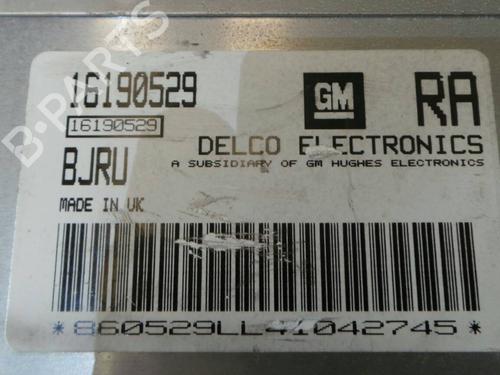 16190529
16190529
BJRU
MADE IN UK
GM
RA
DELCO ELECTRONICS
A SUBSIDIARY OF GM HUGHES ELECTRONICS
*860529LL41042745*
B-PARTS